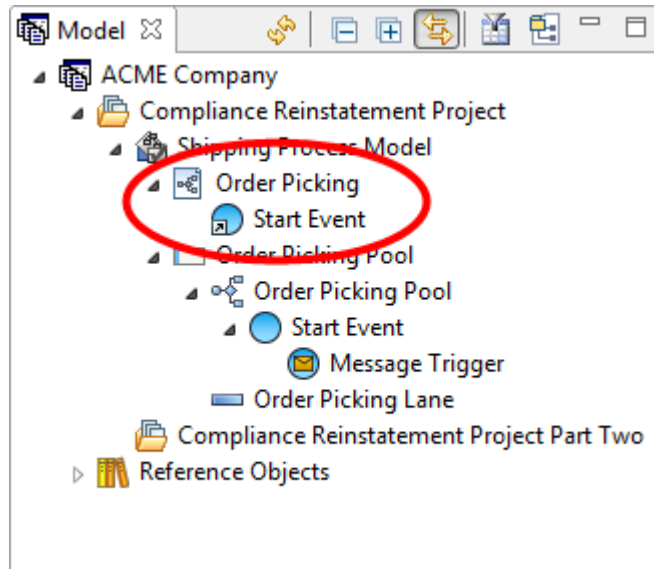 Model
ACME Company
Compliance Reinstatement Project
Shipping Process Model
Order Picking
Start Event
Order Picking Pool
Order Picking Pool
Start Event
Message Trigger
Order Picking Lane
Compliance Reinstatement Project Part Two
Reference Objects